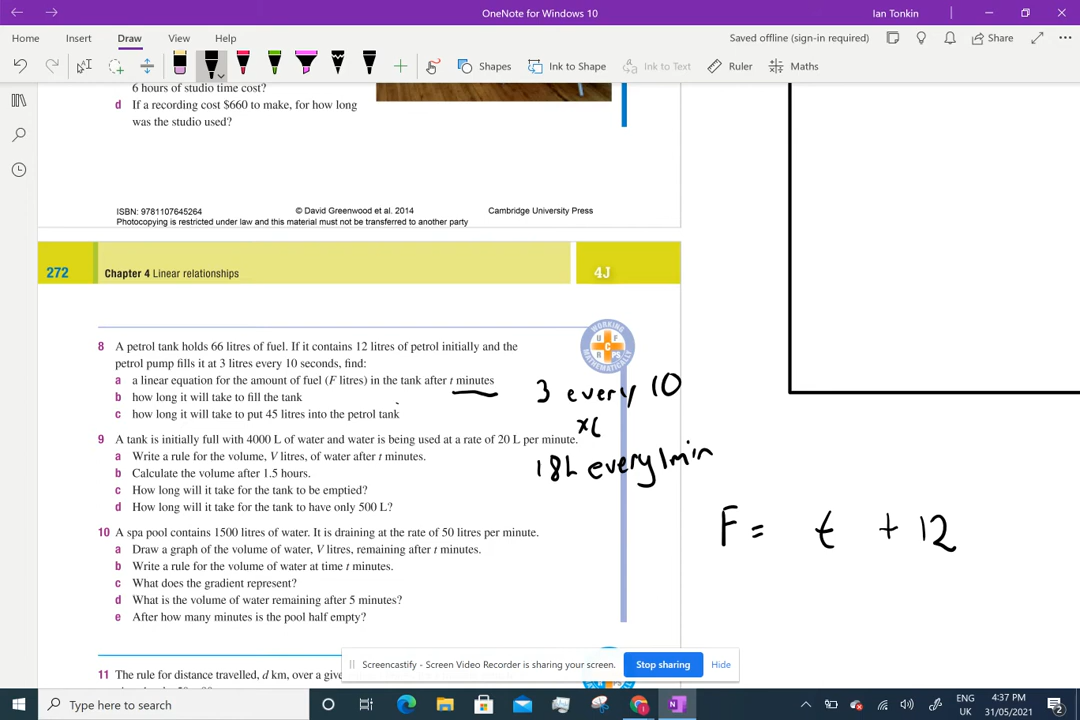 OneNote for Windows 10
Ian Tonkin
Home Insert Draw View Help
Saved offline (sign-in required)
Share
Shapes
Ink to Shape
Ink to Text
Ruler
Maths
6 hours of studio time cost?
d If a recording cost $660 to make, for how long
was the studio used?
ISBN: 9781107645264 © David Greenwood et al. 2014 Cambridge University Press
Photocopying is restricted under law and this material must not be transferred to another party
272 Chapter 4 Linear relationships 4J
WORKING
MATHEMATICALLY
U F
C
R PS
8 A petrol tank holds 66 litres of fuel. If it contains 12 litres of petrol initially and the
petrol pump fills it at 3 litres every 10 seconds, find:
a a linear equation for the amount of fuel (F litres) in the tank after t minutes
b how long it will take to fill the tank
c how long it will take to put 45 litres into the petrol tank
3 every 10
x6
18L every 1min
F = t + 12
9 A tank is initially full with 4000 L of water and water is being used at a rate of 20 L per minute.
a Write a rule for the volume, V litres, of water after t minutes.
b Calculate the volume after 1.5 hours.
c How long will it take for the tank to be emptied?
d How long will it take for the tank to have only 500 L?
10 A spa pool contains 1500 litres of water. It is draining at the rate of 50 litres per minute.
a Draw a graph of the volume of water, V litres, remaining after t minutes.
b Write a rule for the volume of water at time t minutes.
c What does the gradient represent?
d What is the volume of water remaining after 5 minutes?
e After how many minutes is the pool half empty?
11 The rule for distance travelled, d km, over a give
Screencastify - Screen Video Recorder is sharing your screen.
Stop sharing
Hide
Type here to search
ENG
UK
4:37 PM
31/05/2021
2